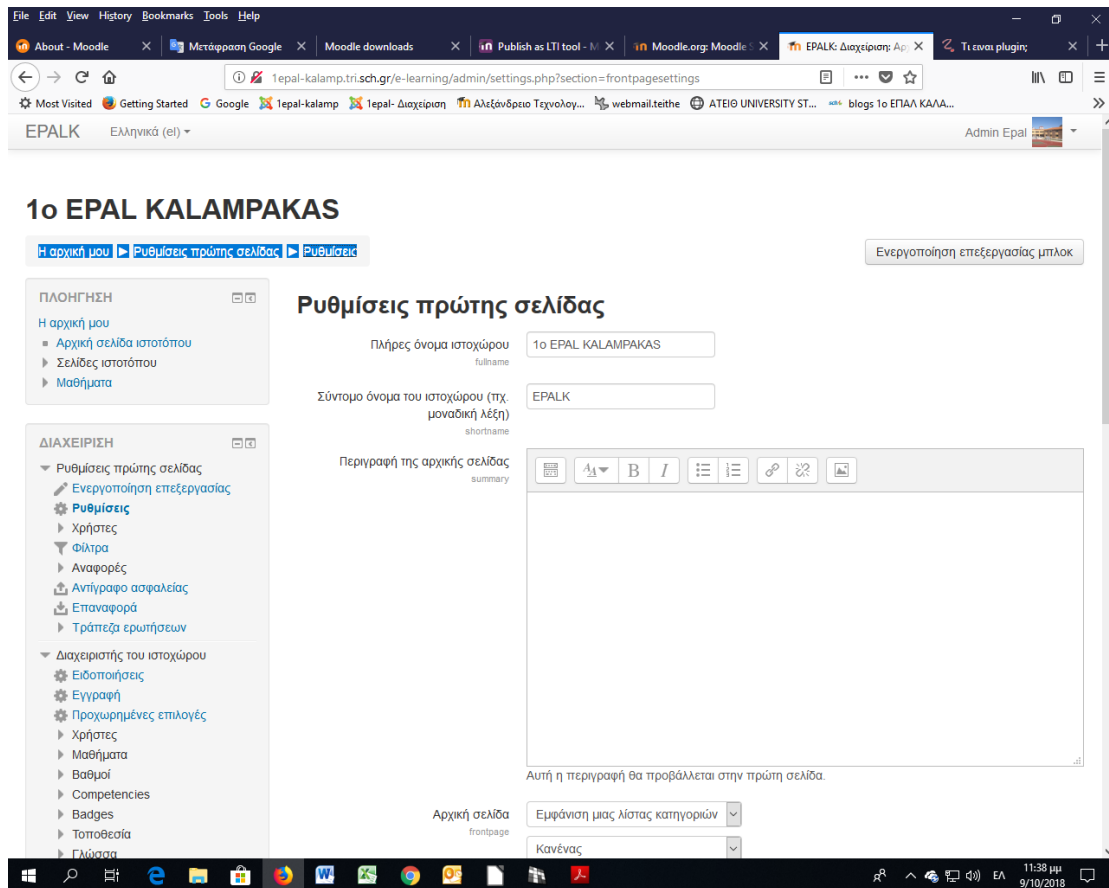 File Edit View History Bookmarks Tools Help
About - Moodle
Μετάφραση Google
Moodle downloads
Publish as LTI tool - M
Moodle.org: Moodle S
EPALK: Διαχείριση: Αρχ
Τι ειναι plugin;
1epal-kalamp.tri.sch.gr/e-learning/admin/settings.php?section=frontpagesettings
Most Visited Getting Started Google 1epal-kalamp 1epal- Διαχείριση Αλεξάνδρειο Τεχνολογ... webmail.teithe ΑΤΕΙΘ UNIVERSITY ST... blogs 1ο ΕΠΑΛ ΚΑΛΑ...
EPALK Ελληνικά (el)
Admin Epal
1o EPAL KALAMPAKAS
Η αρχική μου ▶ Ρυθμίσεις πρώτης σελίδας ▶ Ρυθμίσεις
Ενεργοποίηση επεξεργασίας μπλοκ
ΠΛΟΗΓΗΣΗ
Η αρχική μου
Αρχική σελίδα ιστοτόπου
Σελίδες ιστοτόπου
Μαθήματα
ΔΙΑΧΕΙΡΙΣΗ
Ρυθμίσεις πρώτης σελίδας
Ενεργοποίηση επεξεργασίας
Ρυθμίσεις
Χρήστες
Φίλτρα
Αναφορές
Αντίγραφο ασφαλείας
Επαναφορά
Τράπεζα ερωτήσεων
Διαχειριστής του ιστοχώρου
Ειδοποιήσεις
Εγγραφή
Προχωρημένες επιλογές
Χρήστες
Μαθήματα
Βαθμοί
Competencies
Badges
Τοποθεσία
Γλώσσα
Ρυθμίσεις πρώτης σελίδας
Πλήρες όνομα ιστοχώρου
fullname
1o EPAL KALAMPAKAS
Σύντομο όνομα του ιστοχώρου (πχ.
μοναδική λέξη)
shortname
EPALK
Περιγραφή της αρχικής σελίδας
summary
Αυτή η περιγραφή θα προβάλλεται στην πρώτη σελίδα.
Αρχική σελίδα
frontpage
Εμφάνιση μιας λίστας κατηγοριών
Κανένας
ΕΛ
11:38 μμ
9/10/2018